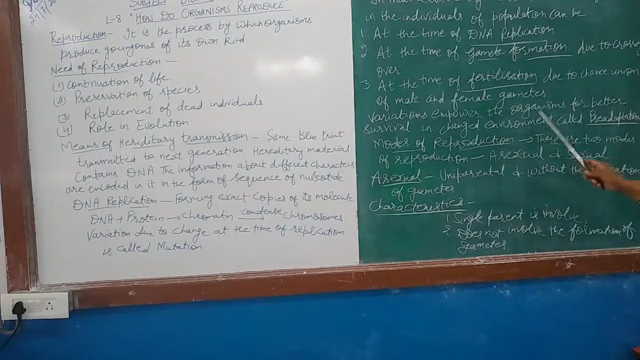 L-8 "HOW DO ORGANISMS REPRODUCE"
Reproduction:- It is the process by which organisms
produce youngones of its own kind
Need of Reproduction —
(1) Continuation of life
(2) Preservation of species
(3) Replacement of dead individuals
(4) Role in Evolution
Means of Hereditary transmission — Same Blue Print
transmitted to next generation Hereditary Material
Contains DNA The information about different Characters
are encoded in it in the form of sequence of nucleotide
DNA Replication — Forming exact copies of its molecule
DNA + Protein → Chromatin condense Chromosomes
Variation due to change at the time of replication
is called Mutation
in the individuals of population can be
1 At the time of DNA Replication
2 At the time of gamete formation due to cross
over
3 At the time of fertilisation due to chance union
of male and female gametes
Variations empower the organisms for better
survival in changed environment called Preadaptation
Modes of Reproduction → There are two modes
of reproduction — Asexual & Sexual
Asexual — Uniparental & without the
of gameter
Characteristics —
1 Single parent is involve
2 Does not involve the formation of
gametes